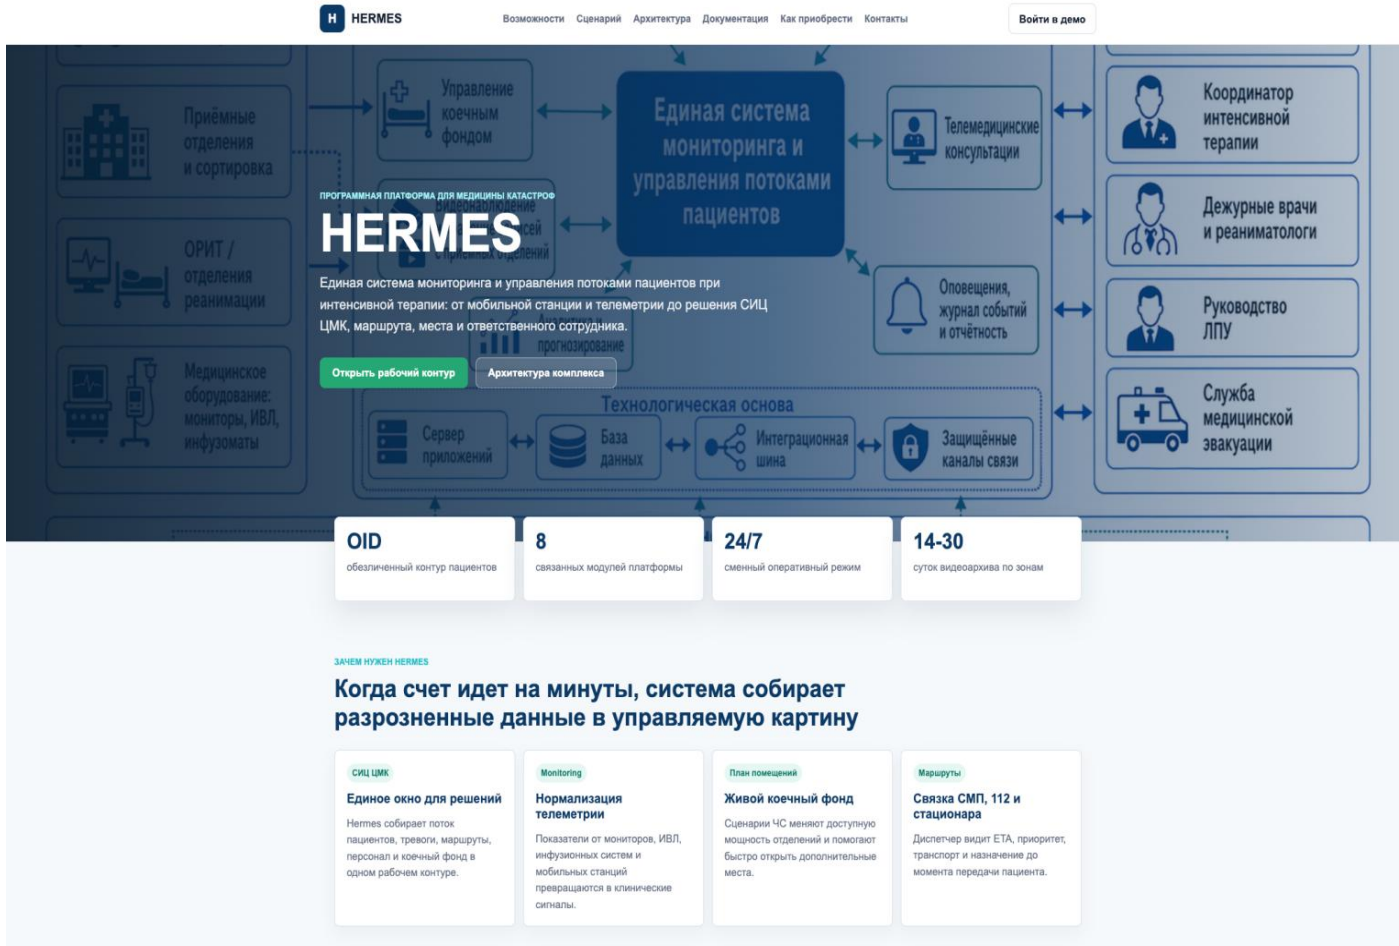 H HERMES
Возможности Сценарий Архитектура Документация Как приобрести Контакты
Войти в демо
Приёмные
отделения
и сортировка
ОРИТ /
отделения
реанимации
Медицинское
оборудование:
мониторы, ИВЛ,
инфузоматы
Управление
коечным
фондом
Единая система
мониторинга и
управления потоками
пациентов
Телемедицинские
консультации
Оповещения,
журнал событий
и отчётность
Координатор
интенсивной
терапии
Дежурные врачи
и реаниматологи
Руководство
ЛПУ
Служба
медицинской
эвакуации
ПРОГРАММНАЯ ПЛАТФОРМА ДЛЯ МЕДИЦИНЫ КАТАСТРОФ
видеонаблюдение
HERMES
отделений
Единая система мониторинга и управления потоками пациентов при
интенсивной терапии: от мобильной станции и телеметрии до решения СИЦ
ЦМК, маршрута, места и ответственного сотрудника.
Аналитика и
прогнозирование
Открыть рабочий контур
Архитектура комплекса
Технологическая основа
Сервер
приложений
База
данных
Интеграционная
шина
Защищённые
каналы связи
OID
обезличенный контур пациентов
8
связанных модулей платформы
24/7
сменный оперативный режим
14-30
суток видеоархива по зонам
ЗАЧЕМ НУЖЕН HERMES
Когда счет идет на минуты, система собирает
разрозненные данные в управляемую картину
СИЦ ЦМК
Единое окно для решений
Hermes собирает поток
пациентов, тревоги, маршруты,
персонал и коечный фонд в
одном рабочем контуре.
Monitoring
Нормализация
телеметрии
Показатели от мониторов, ИВЛ,
инфузионных систем и
мобильных станций
превращаются в клинические
сигналы.
План помещений
Живой коечный фонд
Сценарии ЧС меняют доступную
мощность отделений и помогают
быстро открыть дополнительные
места.
Маршруты
Связка СМП, 112 и
стационара
Диспетчер видит ETA, приоритет,
транспорт и назначение до
момента передачи пациента.